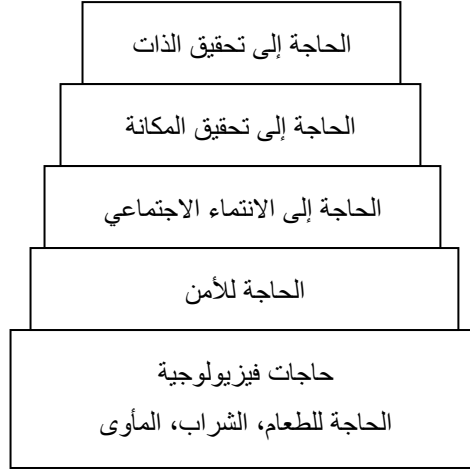 الحاجة إلى تحقيق الذات
الحاجة إلى تحقيق المكانة
الحاجة إلى الانتماء الاجتماعي
الحاجة للأمن
حاجات فيزيولوجية
الحاجة للطعام، الشراب، المأوى